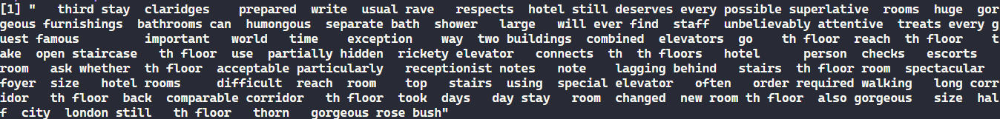 [1] "   third stay  claridges    prepared  write  usual rave   respects  hotel still deserves every possible superlative  rooms  huge  gor
geous furnishings  bathrooms can  humongous  separate bath  shower   large   will ever find  staff  unbelievably attentive  treats every g
uest famous         important   world   time    exception    way  two buildings  combined  elevators  go    th floor  reach  th floor    t
ake  open staircase   th floor  use  partially hidden  rickety elevator   connects  th  th floors   hotel      person  checks  escorts
room   ask whether  th floor  acceptable particularly   receptionist notes   note    lagging behind   stairs  th floor room  spectacular
foyer  size   hotel rooms     difficult  reach  room    top    stairs  using   special elevator   often   order required walking   long corr
idor   th floor  back  comparable corridor   th floor  took  days   day stay   room  changed  new room th floor  also gorgeous   size  hal
f  city  london still   th floor   thorn   gorgeous rose bush"